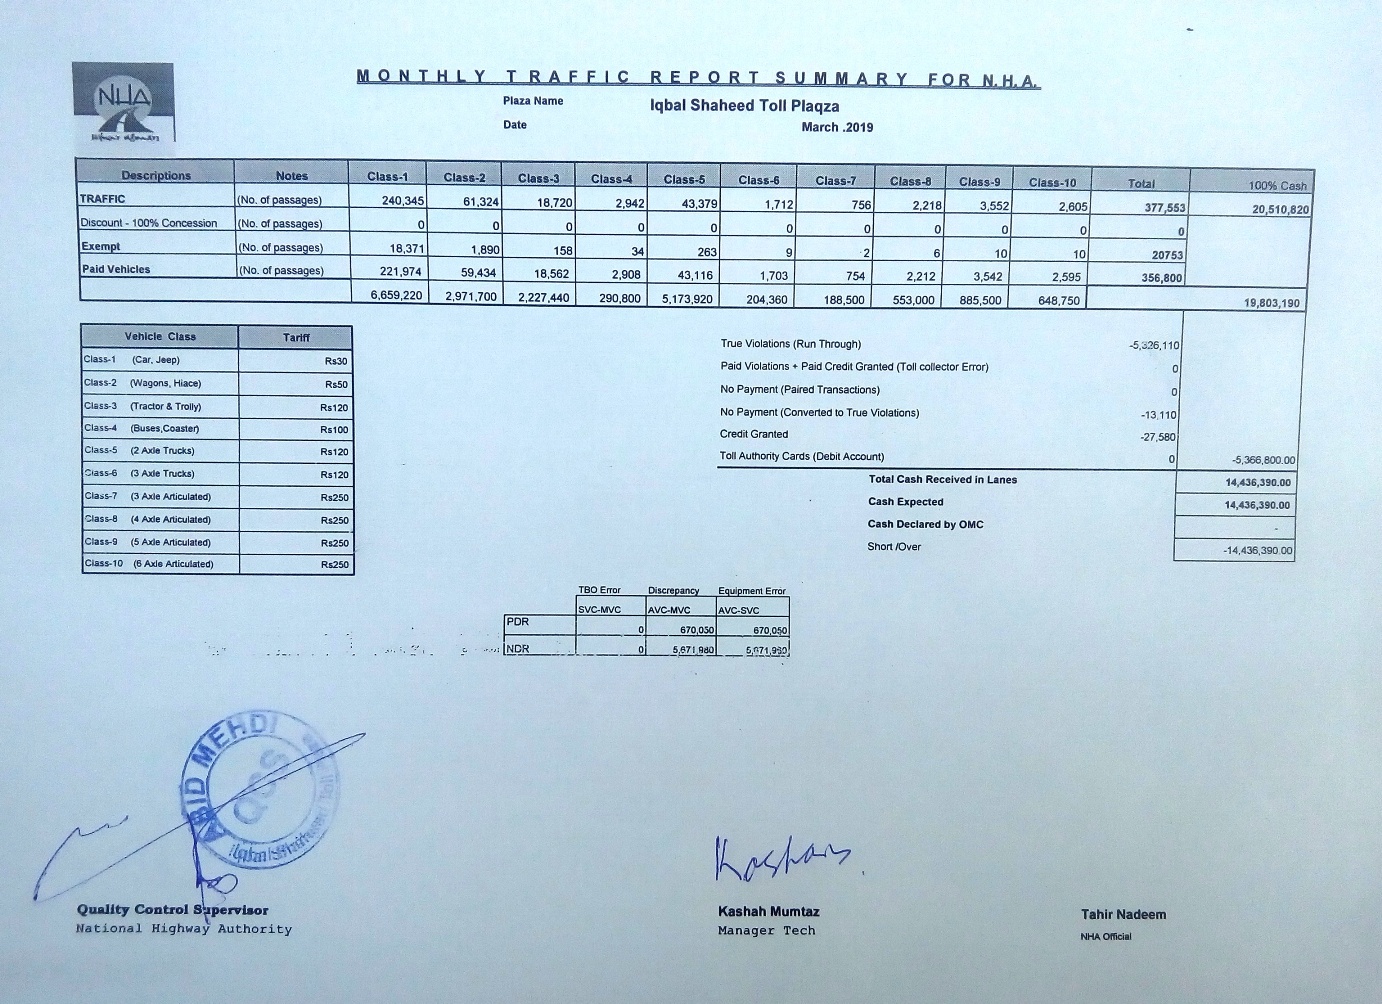 NHA
MONTHLY TRAFFIC REPORT SUMMARY FOR N.H.A.
Plaza Name Iqbal Shaheed Toll Plaqza
Date March .2019
Descriptions Notes Class-1 Class-2 Class-3 Class-4 Class-5 Class-6 Class-7 Class-8 Class-9 Class-10 Total 100% Cash
TRAFFIC (No. of passages) 240,345 61,324 18,720 2,942 43,379 1,712 756 2,218 3,552 2,605 377,553 20,510,820
Discount - 100% Concession (No. of passages) 0 0 0 0 0 0 0 0 0 0 0
Exempt (No. of passages) 18,371 1,890 158 34 263 9 2 6 10 10 20753
Paid Vehicles (No. of passages) 221,974 59,434 18,562 2,908 43,116 1,703 754 2,212 3,542 2,595 356,800
6,659,220 2,971,700 2,227,440 290,800 5,173,920 204,360 188,500 553,000 885,500 648,750 19,803,190
Vehicle Class Tariff
Class-1 (Car, Jeep) Rs30
Class-2 (Wagons, Hiace) Rs50
Class-3 (Tractor & Trolly) Rs120
Class-4 (Buses,Coaster) Rs100
Class-5 (2 Axle Trucks) Rs120
Class-6 (3 Axle Trucks) Rs120
Class-7 (3 Axle Articulated) Rs250
Class-8 (4 Axle Articulated) Rs250
Class-9 (5 Axle Articulated) Rs250
Class-10 (6 Axle Articulated) Rs250
True Violations (Run Through) -5,326,110
Paid Violations + Paid Credit Granted (Toll collector Error) 0
No Payment (Paired Transactions) 0
No Payment (Converted to True Violations) -13,110
Credit Granted -27,580
Toll Authority Cards (Debit Account) 0 -5,366,800.00
Total Cash Received in Lanes 14,436,390.00
Cash Expected 14,436,390.00
Cash Declared by OMC -
Short /Over -14,436,390.00
TBO Error Discrepancy Equipment Error
SVC-MVC AVC-MVC AVC-SVC
PDR 0 670,050 670,050
NDR 0 5,671,980
ABID MEHDI
QCS
Iqbal Shaheed Toll
Kashan
Quality Control Supervisor
National Highway Authority
Kashah Mumtaz
Manager Tech
Tahir Nadeem
NHA Official